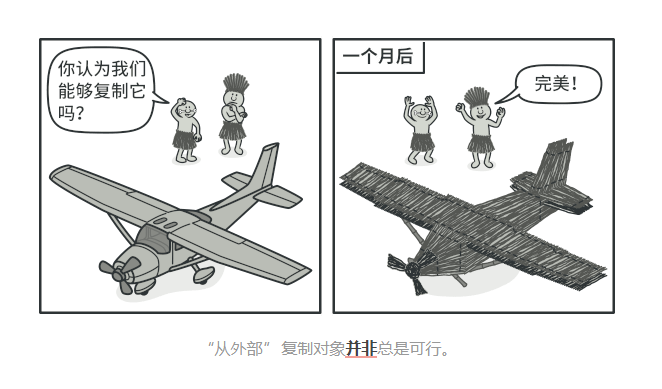 你认为我们
能够复制它
吗？
一个月后
完美！
“从外部” 复制对象并非总是可行。